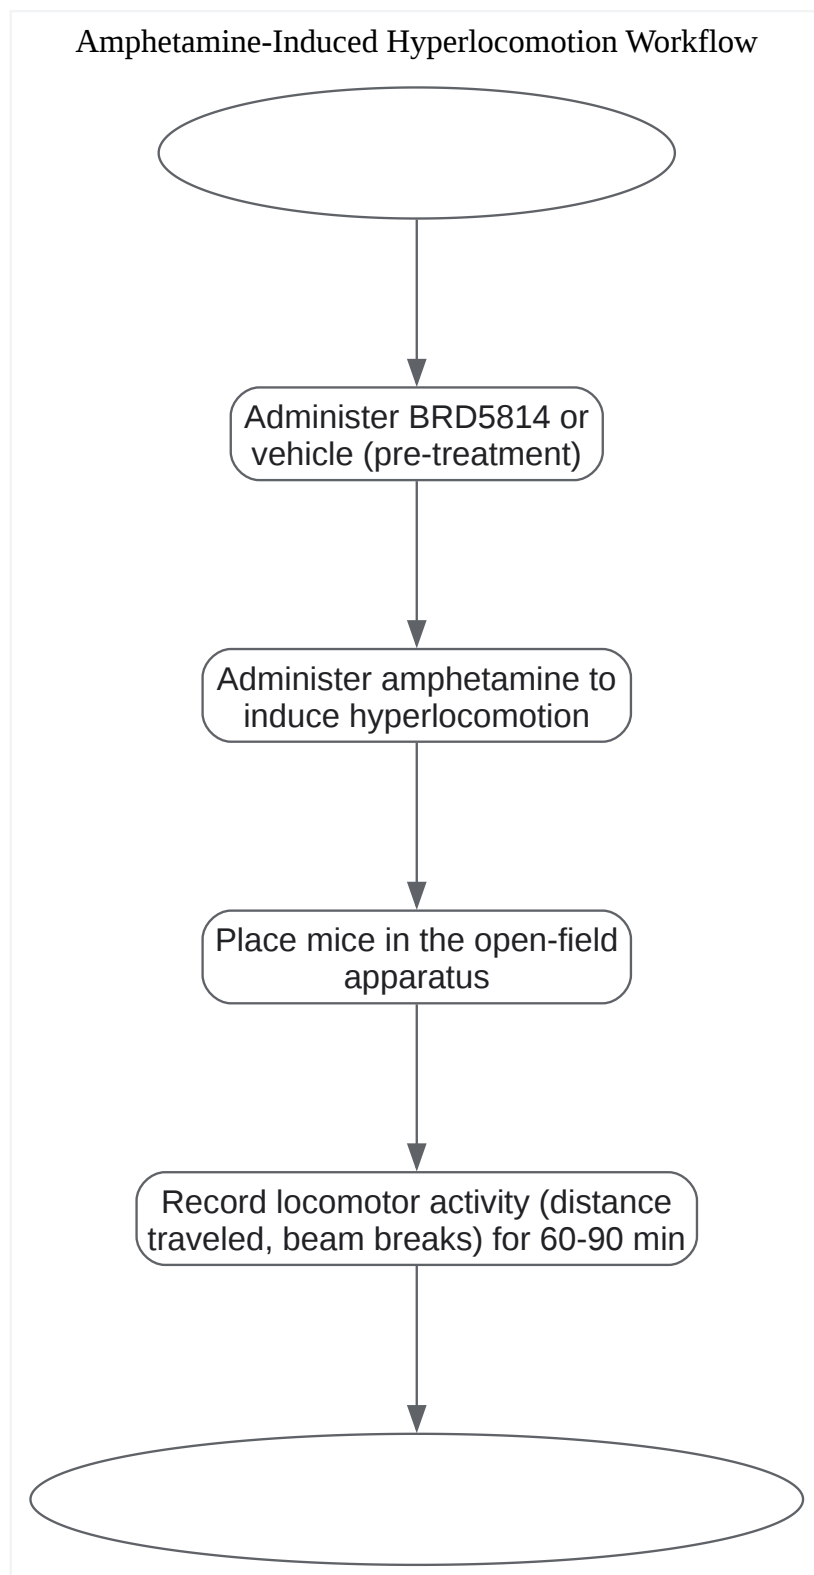 Amphetamine-Induced Hyperlocomotion Workflow
Administer BRD5814 or
vehicle (pre-treatment)
Administer amphetamine to
induce hyperlocomotion
Place mice in the open-field
apparatus
Record locomotor activity (distance
traveled, beam breaks) for 60-90 min